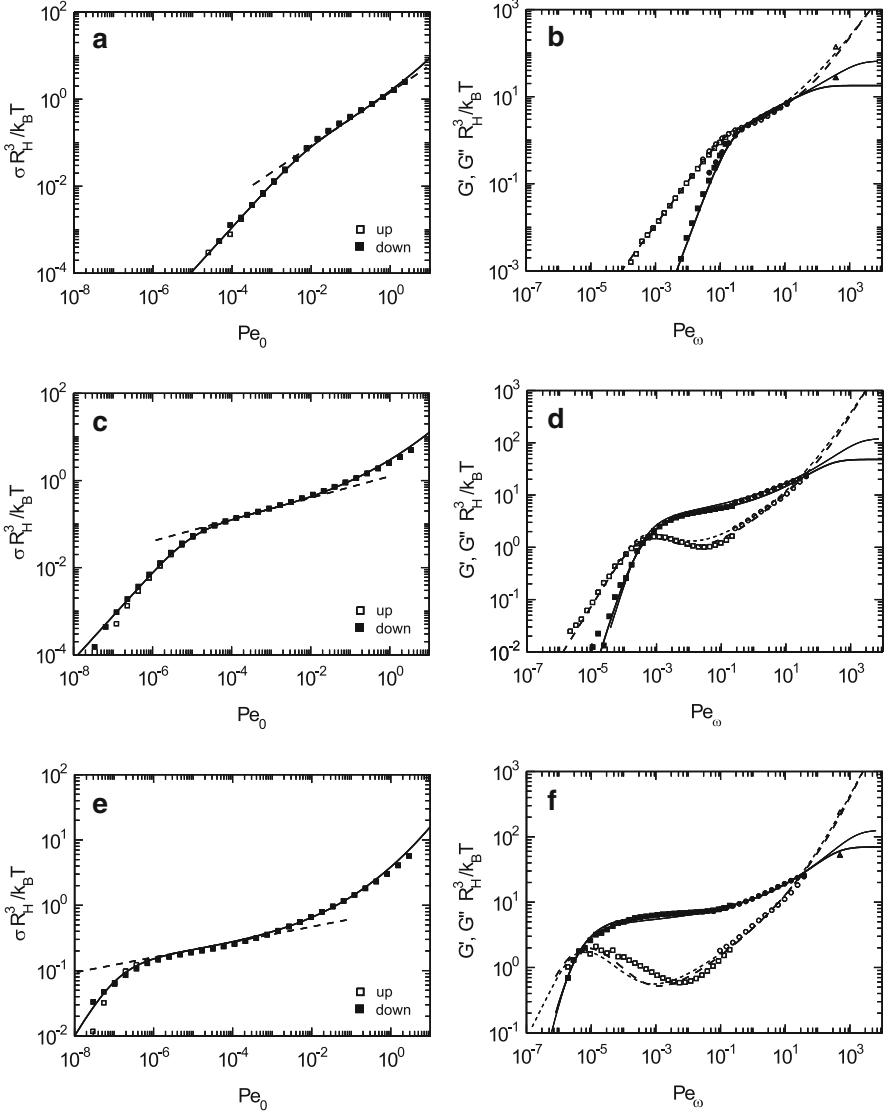 a
10^2
10^0
10^-2
10^-4
σR_H^3/k_BT
up
down
10^-8 10^-6 10^-4 10^-2 10^0
Pe_0
b
10^3
10^1
10^-1
10^-3
G', G'' R_H^3/k_BT
10^-7 10^-5 10^-3 10^-1 10^1 10^3
Pe_ω
c
10^2
10^0
10^-2
10^-4
σR_H^3/k_BT
up
down
10^-8 10^-6 10^-4 10^-2 10^0
Pe_0
d
10^3
10^2
10^1
10^0
10^-1
10^-2
G', G'' R_H^3/k_BT
10^-7 10^-5 10^-3 10^-1 10^1 10^3
Pe_ω
e
10^2
10^1
10^0
10^-1
10^-2
σR_H^3/k_BT
up
down
10^-8 10^-6 10^-4 10^-2 10^0
Pe_0
f
10^3
10^2
10^1
10^0
10^-1
G', G'' R_H^3/k_BT
10^-7 10^-5 10^-3 10^-1 10^1 10^3
Pe_ω